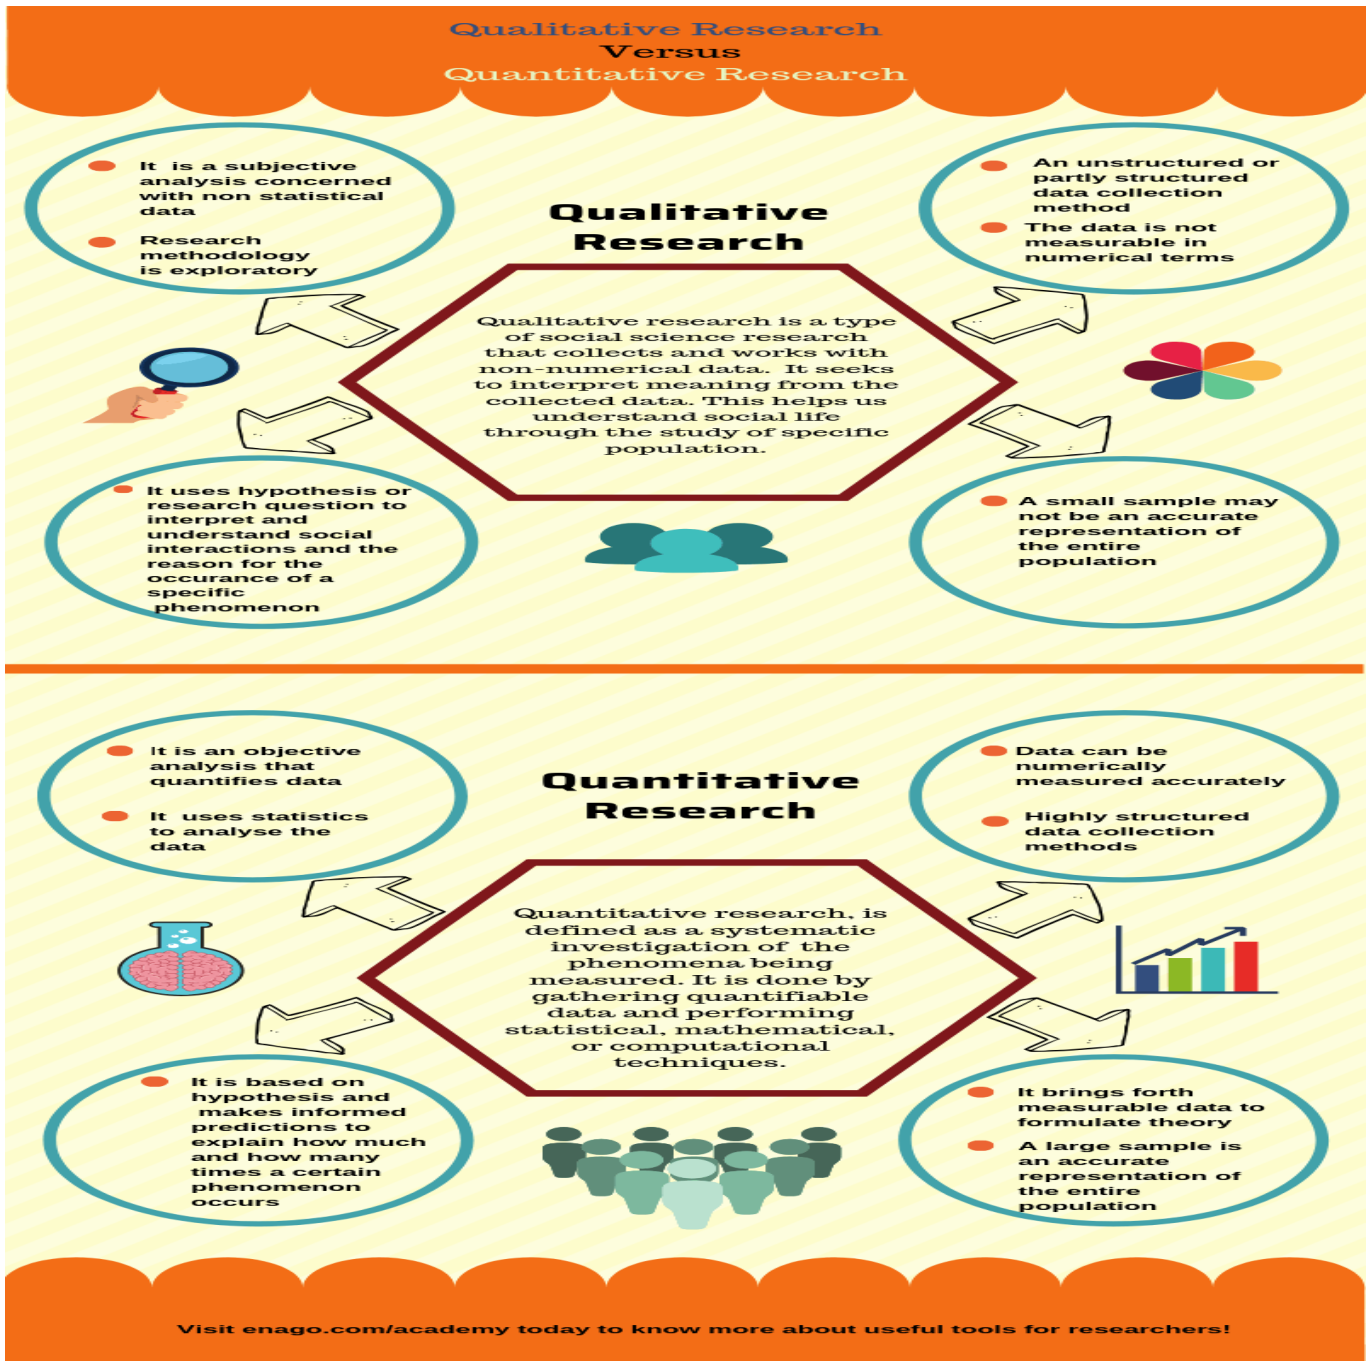 Qualitative Research
Versus
Quantitative Research
It is a subjective
analysis concerned
with non statistical
data
Research
methodology
is exploratory
Qualitative
Research
An unstructured or
partly structured
data collection
method
The data is not
measurable in
numerical terms
Qualitative research is a type
of social science research
that collects and works with
non-numerical data. It seeks
to interpret meaning from the
collected data. This helps us
understand social life
through the study of specific
population.
It uses hypothesis or
research question to
interpret and
understand social
interactions and the
reason for the
occurance of a
specific
phenomenon
A small sample may
not be an accurate
representation of
the entire
population
It is an objective
analysis that
quantifies data
It uses statistics
to analyse the
data
Quantitative
Research
Data can be
numerically
measured accurately
Highly structured
data collection
methods
Quantitative research, is
defined as a systematic
investigation of the
phenomena being
measured. It is done by
gathering quantifiable
data and performing
statistical, mathematical,
or computational
techniques.
It is based on
hypothesis and
makes informed
predictions to
explain how much
and how many
times a certain
phenomenon
occurs
It brings forth
measurable data to
formulate theory
A large sample is
an accurate
representation of
the entire
population
Visit enago.com/academy today to know more about useful tools for researchers!